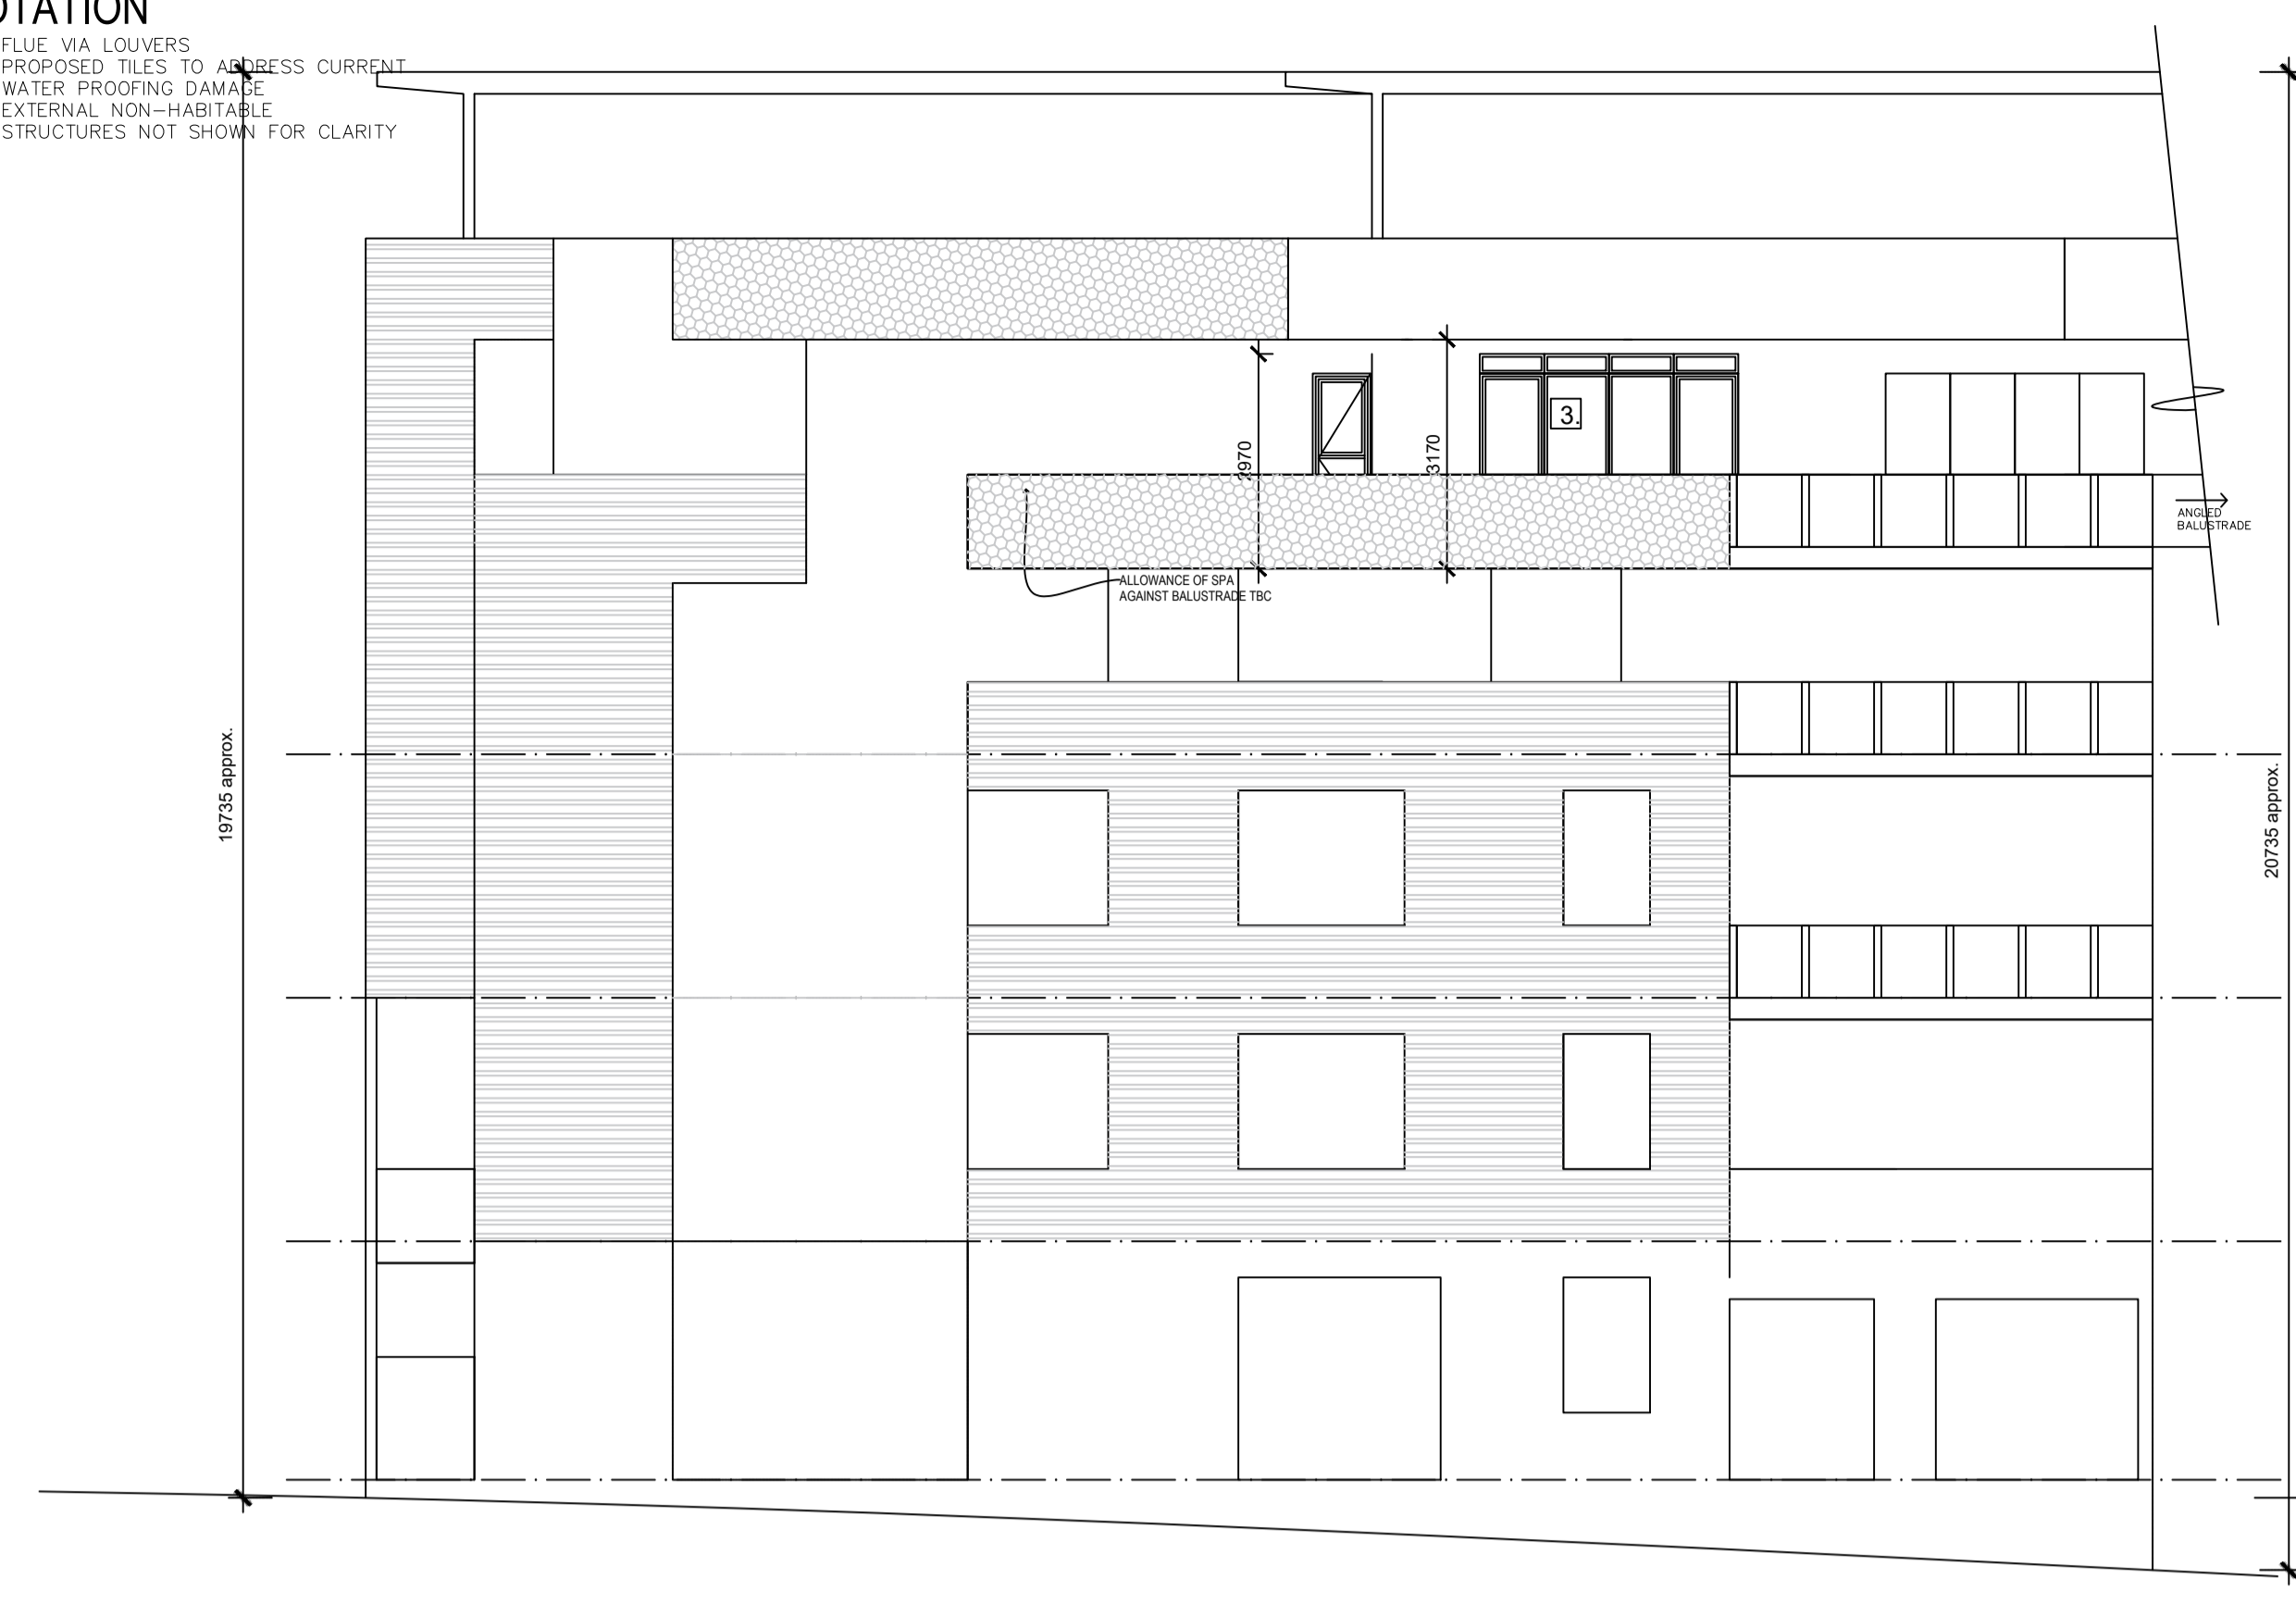 FLUE VIA LOUVERS
PROPOSED TILES TO ADDRESS CURRENT
WATER PROOFING DAMAGE
EXTERNAL NON-HABITABLE
STRUCTURES NOT SHOWN FOR CLARITY
3.
2970
3170
ANGLED
BALUSTRADE
ALLOWANCE OF SPA
AGAINST BALUSTRADE TBC
19735 approx.
20735 approx.